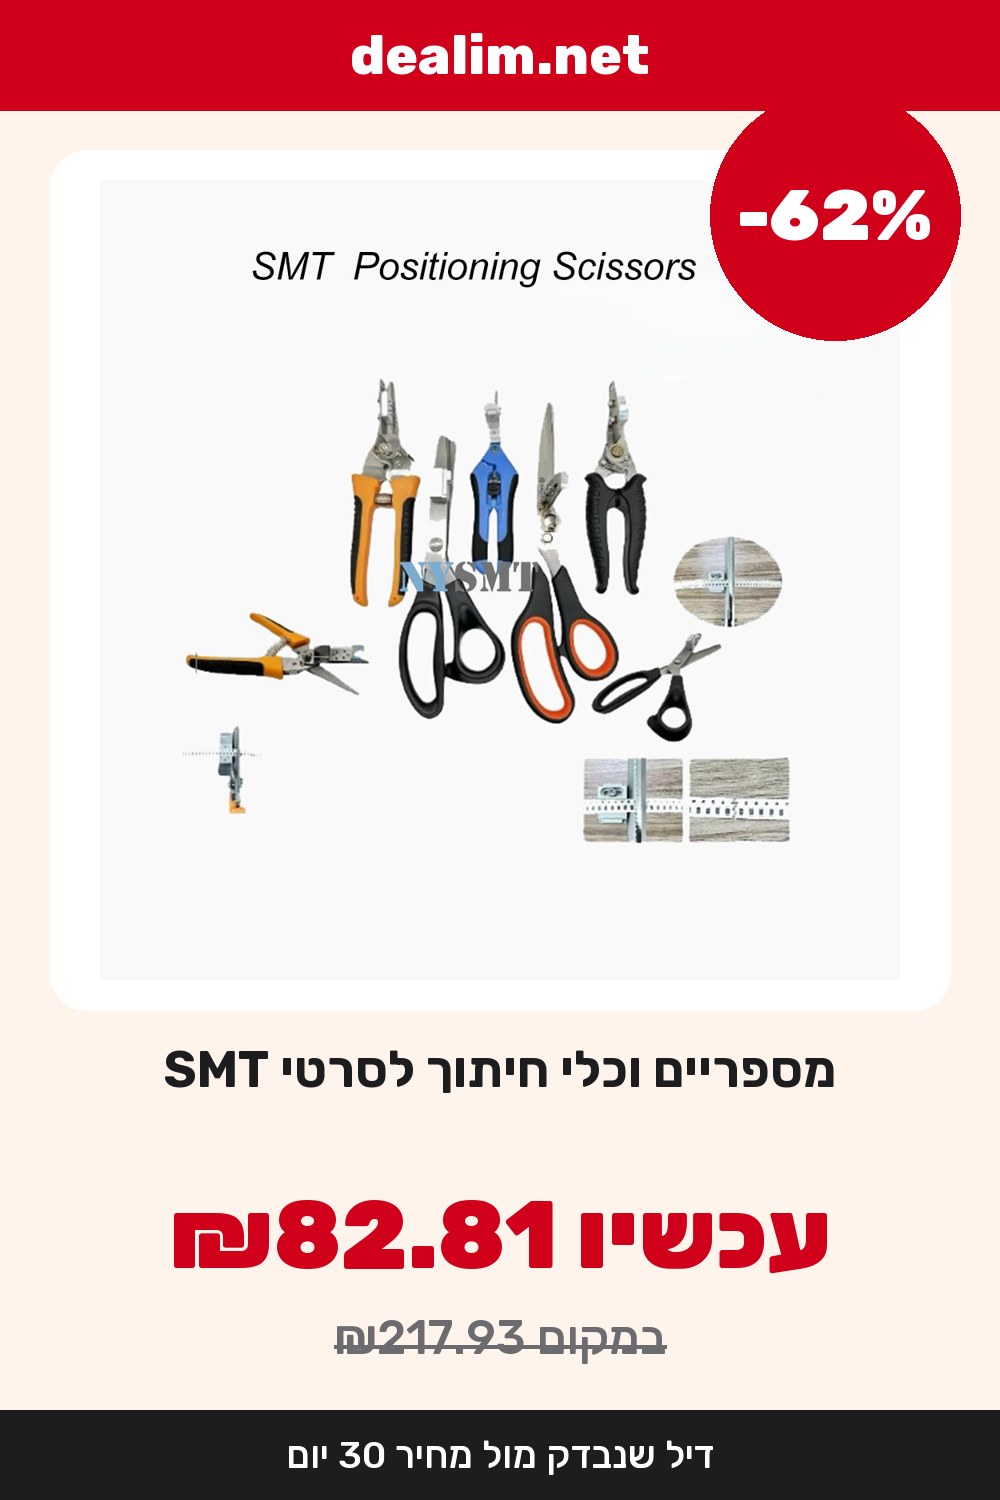 dealim.net
-62%
SMT Positioning Scissors
NYSMT
מספריים וכלי חיתוך לסרטי SMT
עכשיו ₪82.81
במקום ₪217.93
דיל שנבדק מול מחיר 30 יום